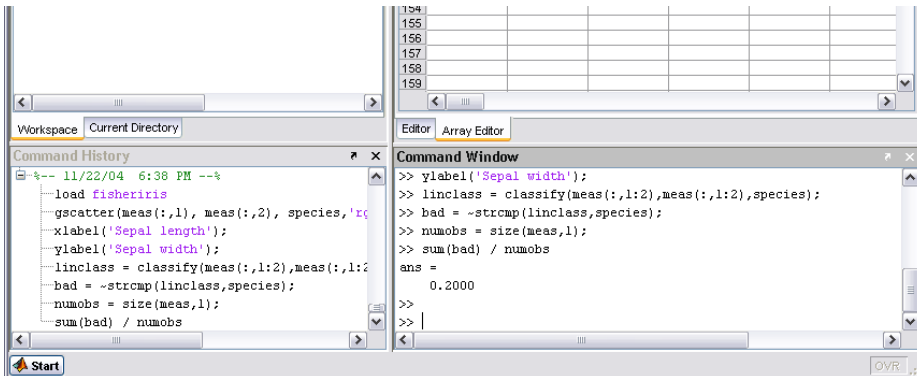 154
155
156
157
158
159
Workspace Current Directory
Editor Array Editor
Command History
%-- 11/22/04 6:38 PM --%
load fisheriris
gscatter(meas(:,1), meas(:,2), species,'rg
xlabel('Sepal length');
ylabel('Sepal width');
linclass = classify(meas(:,1:2),meas(:,1:2
bad = ~strcmp(linclass,species);
numobs = size(meas,1);
sum(bad) / numobs
Command Window
>> ylabel('Sepal width');
>> linclass = classify(meas(:,1:2),meas(:,1:2),species);
>> bad = ~strcmp(linclass,species);
>> numobs = size(meas,1);
>> sum(bad) / numobs
ans =
0.2000
>>
>>
Start
OVR